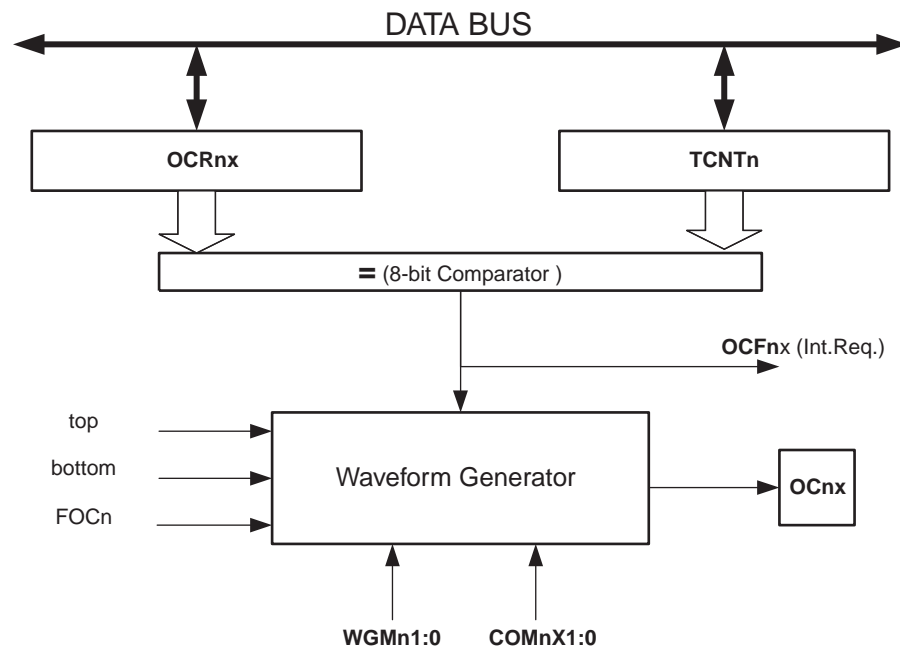 DATA BUS
OCRnx
TCNTn
= (8-bit Comparator )
OCFnx (Int.Req.)
top
bottom
FOCn
Waveform Generator
OCnx
WGMn1:0
COMnX1:0